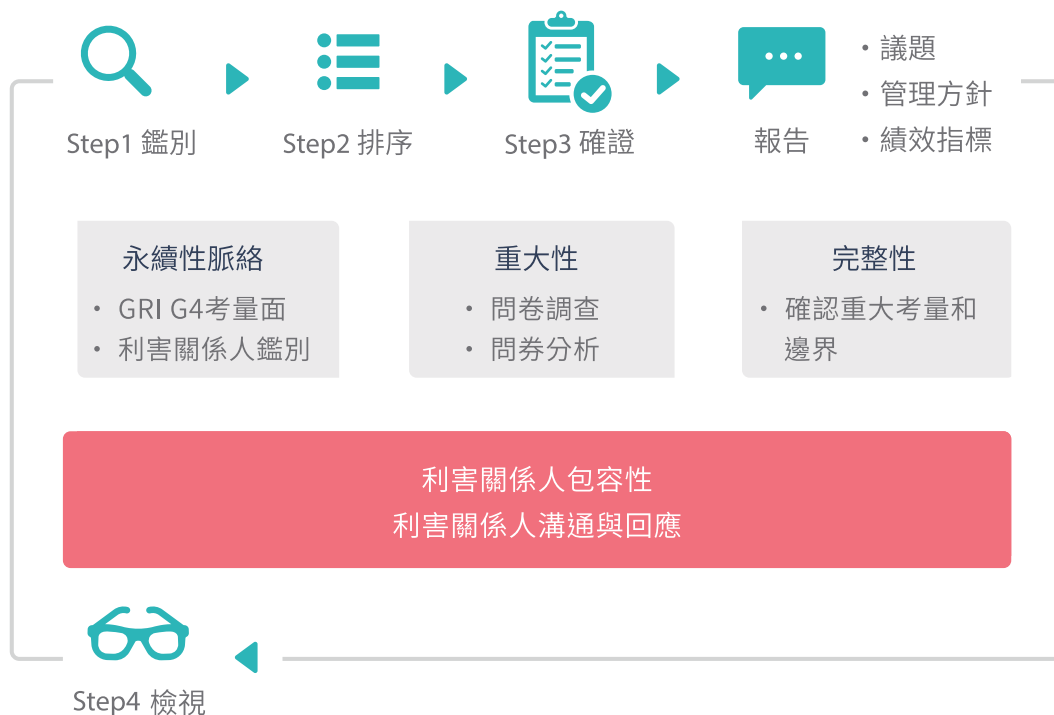 Step1 鑑別
Step2 排序
Step3 確證
報告
・議題
・管理方針
・績效指標
永續性脈絡
・ GRI G4考量面
・ 利害關係人鑑別
重大性
・ 問卷調查
・ 問券分析
完整性
・ 確認重大考量和
邊界
利害關係人包容性
利害關係人溝通與回應
Step4 檢視